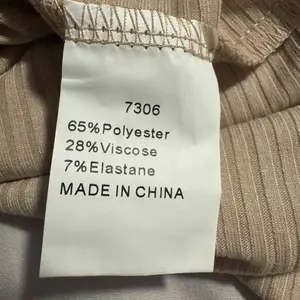 7306
65%Polyester
28%Viscose
7%Elastane
MADE IN CHINA